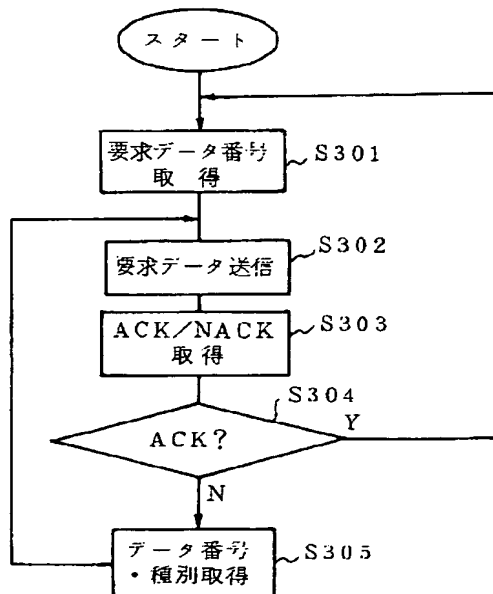 スタート
要求データ番号
取得
S301
要求データ送信
S302
ACK/NACK
取得
S303
S304
ACK?
Y
N
データ番号
・種別取得
S305